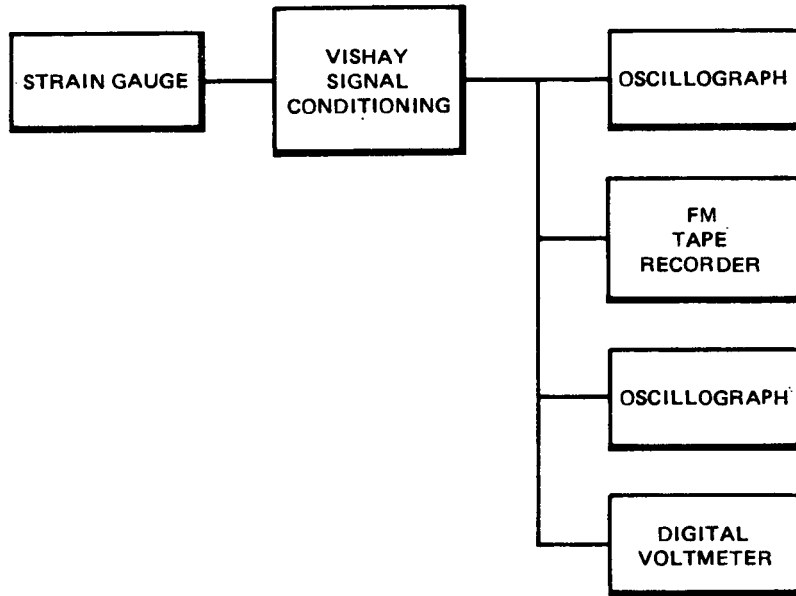 STRAIN GAUGE
VISHAY
SIGNAL
CONDITIONING
OSCILLOGRAPH
FM
TAPE
RECORDER
OSCILLOGRAPH
DIGITAL
VOLTMETER